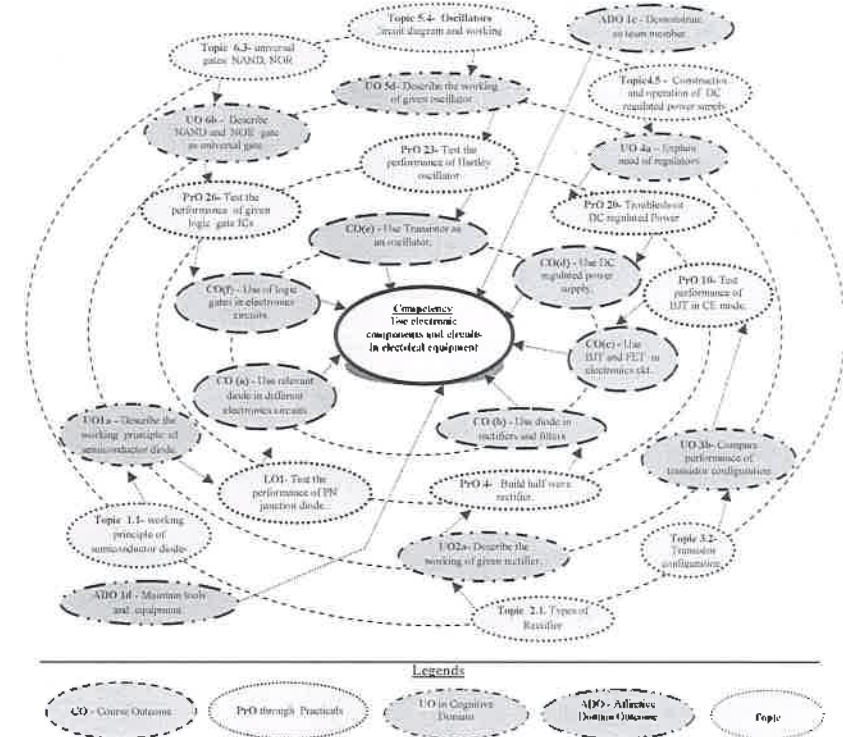 Topic 5.4- Oscillators
Circuit diagram and working
ADO 1c - Demonstrate
as team member.
Topic 6.3- universal
gates NAND, NOR
Topic4.5 - Construction
and operation of DC
regulated power supply
UO 5d- Describe the working
of given oscillator
UO 6b - Describe
NAND and NOR gate
as universal gate
UO 4a - Explain
need of regulators
PrO 23- Test the
performance of Hartley
oscillator
PrO 26- Test the
performance of given
logic gate ICs
PrO 20- Troubleshoot
DC regulated Power
CO(e) - Use Transistor as
an oscillator.
CO(d) - Use DC
regulated power
supply.
PrO 10- Test
performance of
BJT in CE mode.
CO(f) - Use of logic
gates in electronics
circuits.
Competency
Use electronic
components and circuits
in electrical equipment
CO(c) - Use
BJT and FET in
electronics ckt.
CO (a) - Use relevant
diode in different
electronics circuits
CO (b) - Use diode in
rectifiers and filters
UO1a - Describe the
working principle of
semiconductor diode.
UO 3b- Compare
performance of
transistor configuration
LO1- Test the
performance of PN
junction diode.
PrO 4- Build half wave
rectifier.
Topic 1.1- working
principle of
semiconductor diode-
UO2a- Describe the
working of given rectifier.
Topic 3.2-
Transistor
configuration.
ADO 1d - Maintain tools
and equipment.
Topic 2.1. Types of
Rectifier
Legends
CO - Course Outcome
PrO through Practicals
UO in Cognitive
Domain
ADO - Affective
Domain Outcome
Topic